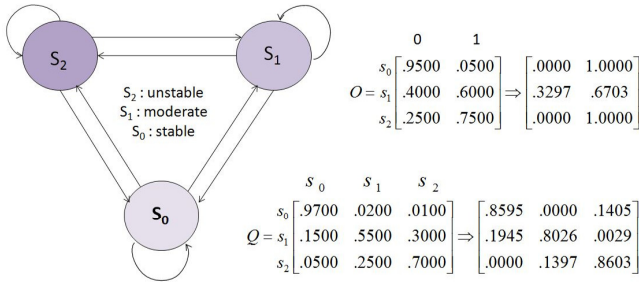 S₂
S₁
S₂ : unstable
S₁ : moderate
S₀ : stable
S₀
0 1
s₀ .9500 .0500 .0000 1.0000
O = s₁ .4000 .6000 ⇒ .3297 .6703
s₂ .2500 .7500 .0000 1.0000
s₀ s₁ s₂
s₀ .9700 .0200 .0100 .8595 .0000 .1405
Q = s₁ .1500 .5500 .3000 ⇒ .1945 .8026 .0029
s₂ .0500 .2500 .7000 .0000 .1397 .8603